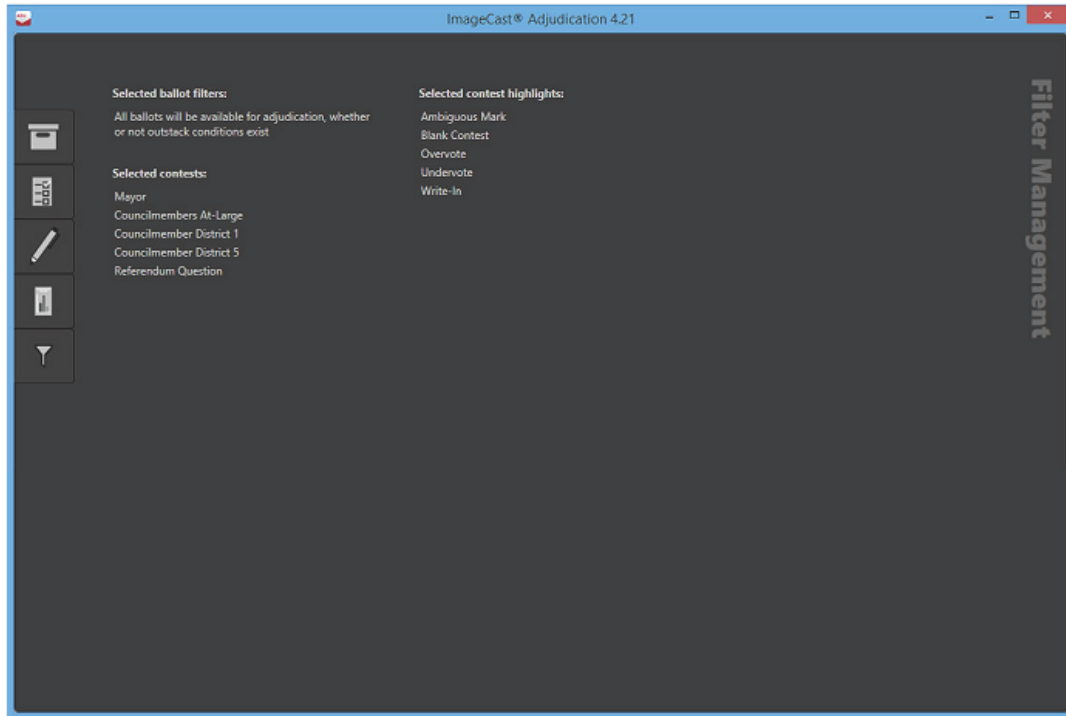 ImageCast® Adjudication 4.21
Selected ballot filters:
All ballots will be available for adjudication, whether
or not outstack conditions exist
Selected contests:
Mayor
Councilmembers At-Large
Councilmember District 1
Councilmember District 5
Referendum Question
Selected contest highlights:
Ambiguous Mark
Blank Contest
Overvote
Undervote
Write-In
Filter Management